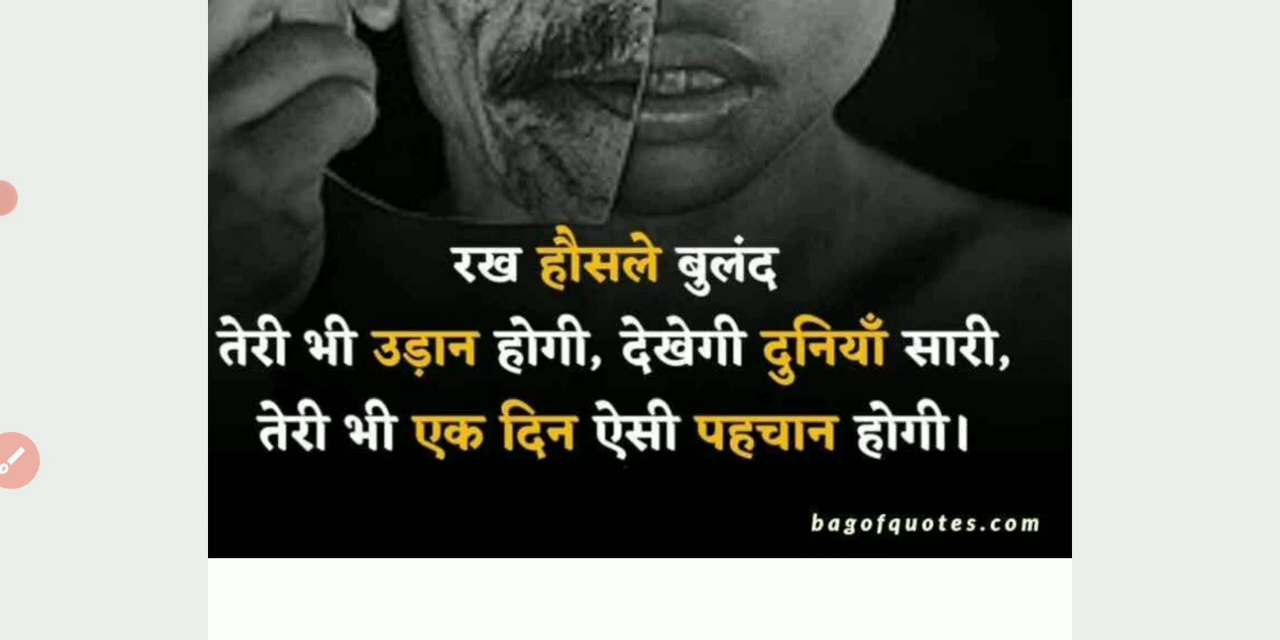 रख हौसले बुलंद
तेरी भी उड़ान होगी, देखेगी दुनियाँ सारी,
तेरी भी एक दिन ऐसी पहचान होगी।
bagofquotes.com